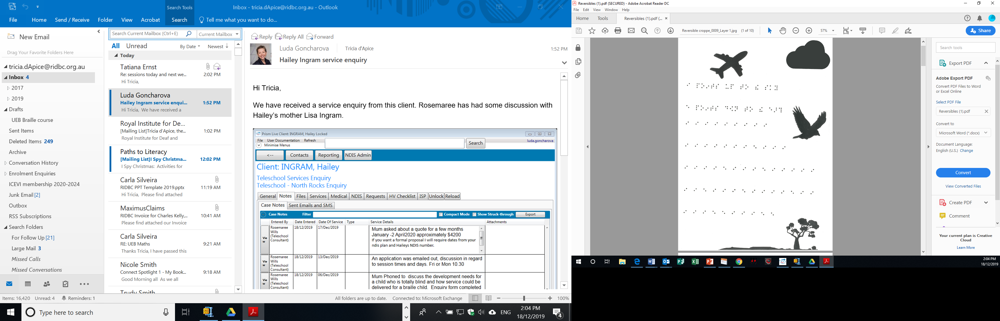 Search Tools
Inbox - tricia.dApice@ridbc.org.au - Outlook
File Home Send / Receive Folder View Acrobat Search Tell me what you want to do...
New Email
Drag Your Favorite Folders Here
tricia.dApice@ridbc.org.au
Inbox 4
2017
2019
Drafts
UEB Braille course
Sent Items
Deleted Items 249
Archive
Conversation History
Enrolment Enquiries
ICEVI membership 2020-2024
Junk Email [2]
Outbox
RSS Subscriptions
Search Folders
For Follow Up [21]
Large Mail 3
Missed Calls
Missed Conversations
Search Current Mailbox (Ctrl+E) Current Mailbox
All Unread By Date Newest
Today
Tatiana Ernst
Re: sessions today and next we... 2:02 PM
Hi Tricia,
Luda Goncharova
Hailey Ingram service enqui... 1:52 PM
Hi Tricia, We have received a
Royal Institute for De...
[Mailing List]Tricia d'Apice, the... 1:02 PM
Royal Institute for Deaf and
Paths to Literacy
[Mailing List]I Spy Christma... 12:02 PM
I Spy Christmas: Activities for
Carla Silveira
RIDBC PPT Template 2019.pptx 11:19 AM
Hi Tricia, Please find attached
MaximusClaims
RIDBC Invoice for Charles Kelly,... 10:41 AM
Please find attached our Invoice
Carla Silveira
RE: UEB Maths 9:21 AM
Thanks Tricia, I have passed this
Nicole Smith
Connect Spotlight 1 - My Book... 9:18 AM
Good Morning all As we all
Trudy Smith
Reply Reply All Forward
Luda Goncharova Tricia d'Apice 1:52 PM
Hailey Ingram service enquiry
Hi Tricia,
We have received a service enquiry from this client. Rosemaree has had some discussion with
Hailey's mother Lisa Ingram.
Prism Live Client: INGRAM, Hailey Locked
File User Documentation Refresh
Minimise Menus
Search
luda.goncharova
<-- Contacts Reporting NDIS Admin
Client: INGRAM, Hailey
Teleschool Services Enquiry
Teleschool - North Rocks Enquiry
General Notes Files Services Medical NDIS Requests HV Checklist ISP Unlock Reload
Case Notes Sent Emails and SMS
Case Notes Filter Compact Mode Show Struck-through Export
Entered By Date Entered Date Of Service Type Service Details Attachments
View Rosemaree Wills (Teleschool Consultant) 18/12/2019 17/Dec/2019
Mum asked about a quote for a few months
January -2 April2020 approximately $4200
If you want a formal proposal I will require dates from your
ndis plan and Haileys NDIS number.
View Rosemaree Wills (Teleschool Consultant) 18/12/2019 13/Dec/2019
An application was emailed out, discussion in regard
to session times and days. Fri or Mon 10.30
View Rosemaree Wills (Teleschool Consultant) 18/12/2019 06/Dec/2019
Mum Phoned to discuss the development needs for
a child who is totally blind and how service could be
delivered for a braille child. Enquiry form completed
Items: 16,420 Unread: 4 Reminders: 1 All folders are up to date. Connected to: Microsoft Exchange 100%
Type here to search
ENG
2:04 PM
18/12/2019
4
Reversibles (1).pdf (SECURED) - Adobe Acrobat Reader DC
File Edit View Window Help
Home Tools Reversibles (1).pdf (...
Reversible croppe_0009_Layer 1.jpg (1 of 10) 57% Share
Search tools
Export PDF
Adobe Export PDF
Convert PDF Files to Word
or Excel Online
Select PDF File
Reversibles (1).pdf
Convert to
Microsoft Word (*.docx)
Document Language:
English (U.S.) Change
Convert
View Converted Files
Create PDF
Comment
Your current plan is Creative
Cloud
Learn More
2:04 PM
18/12/2019